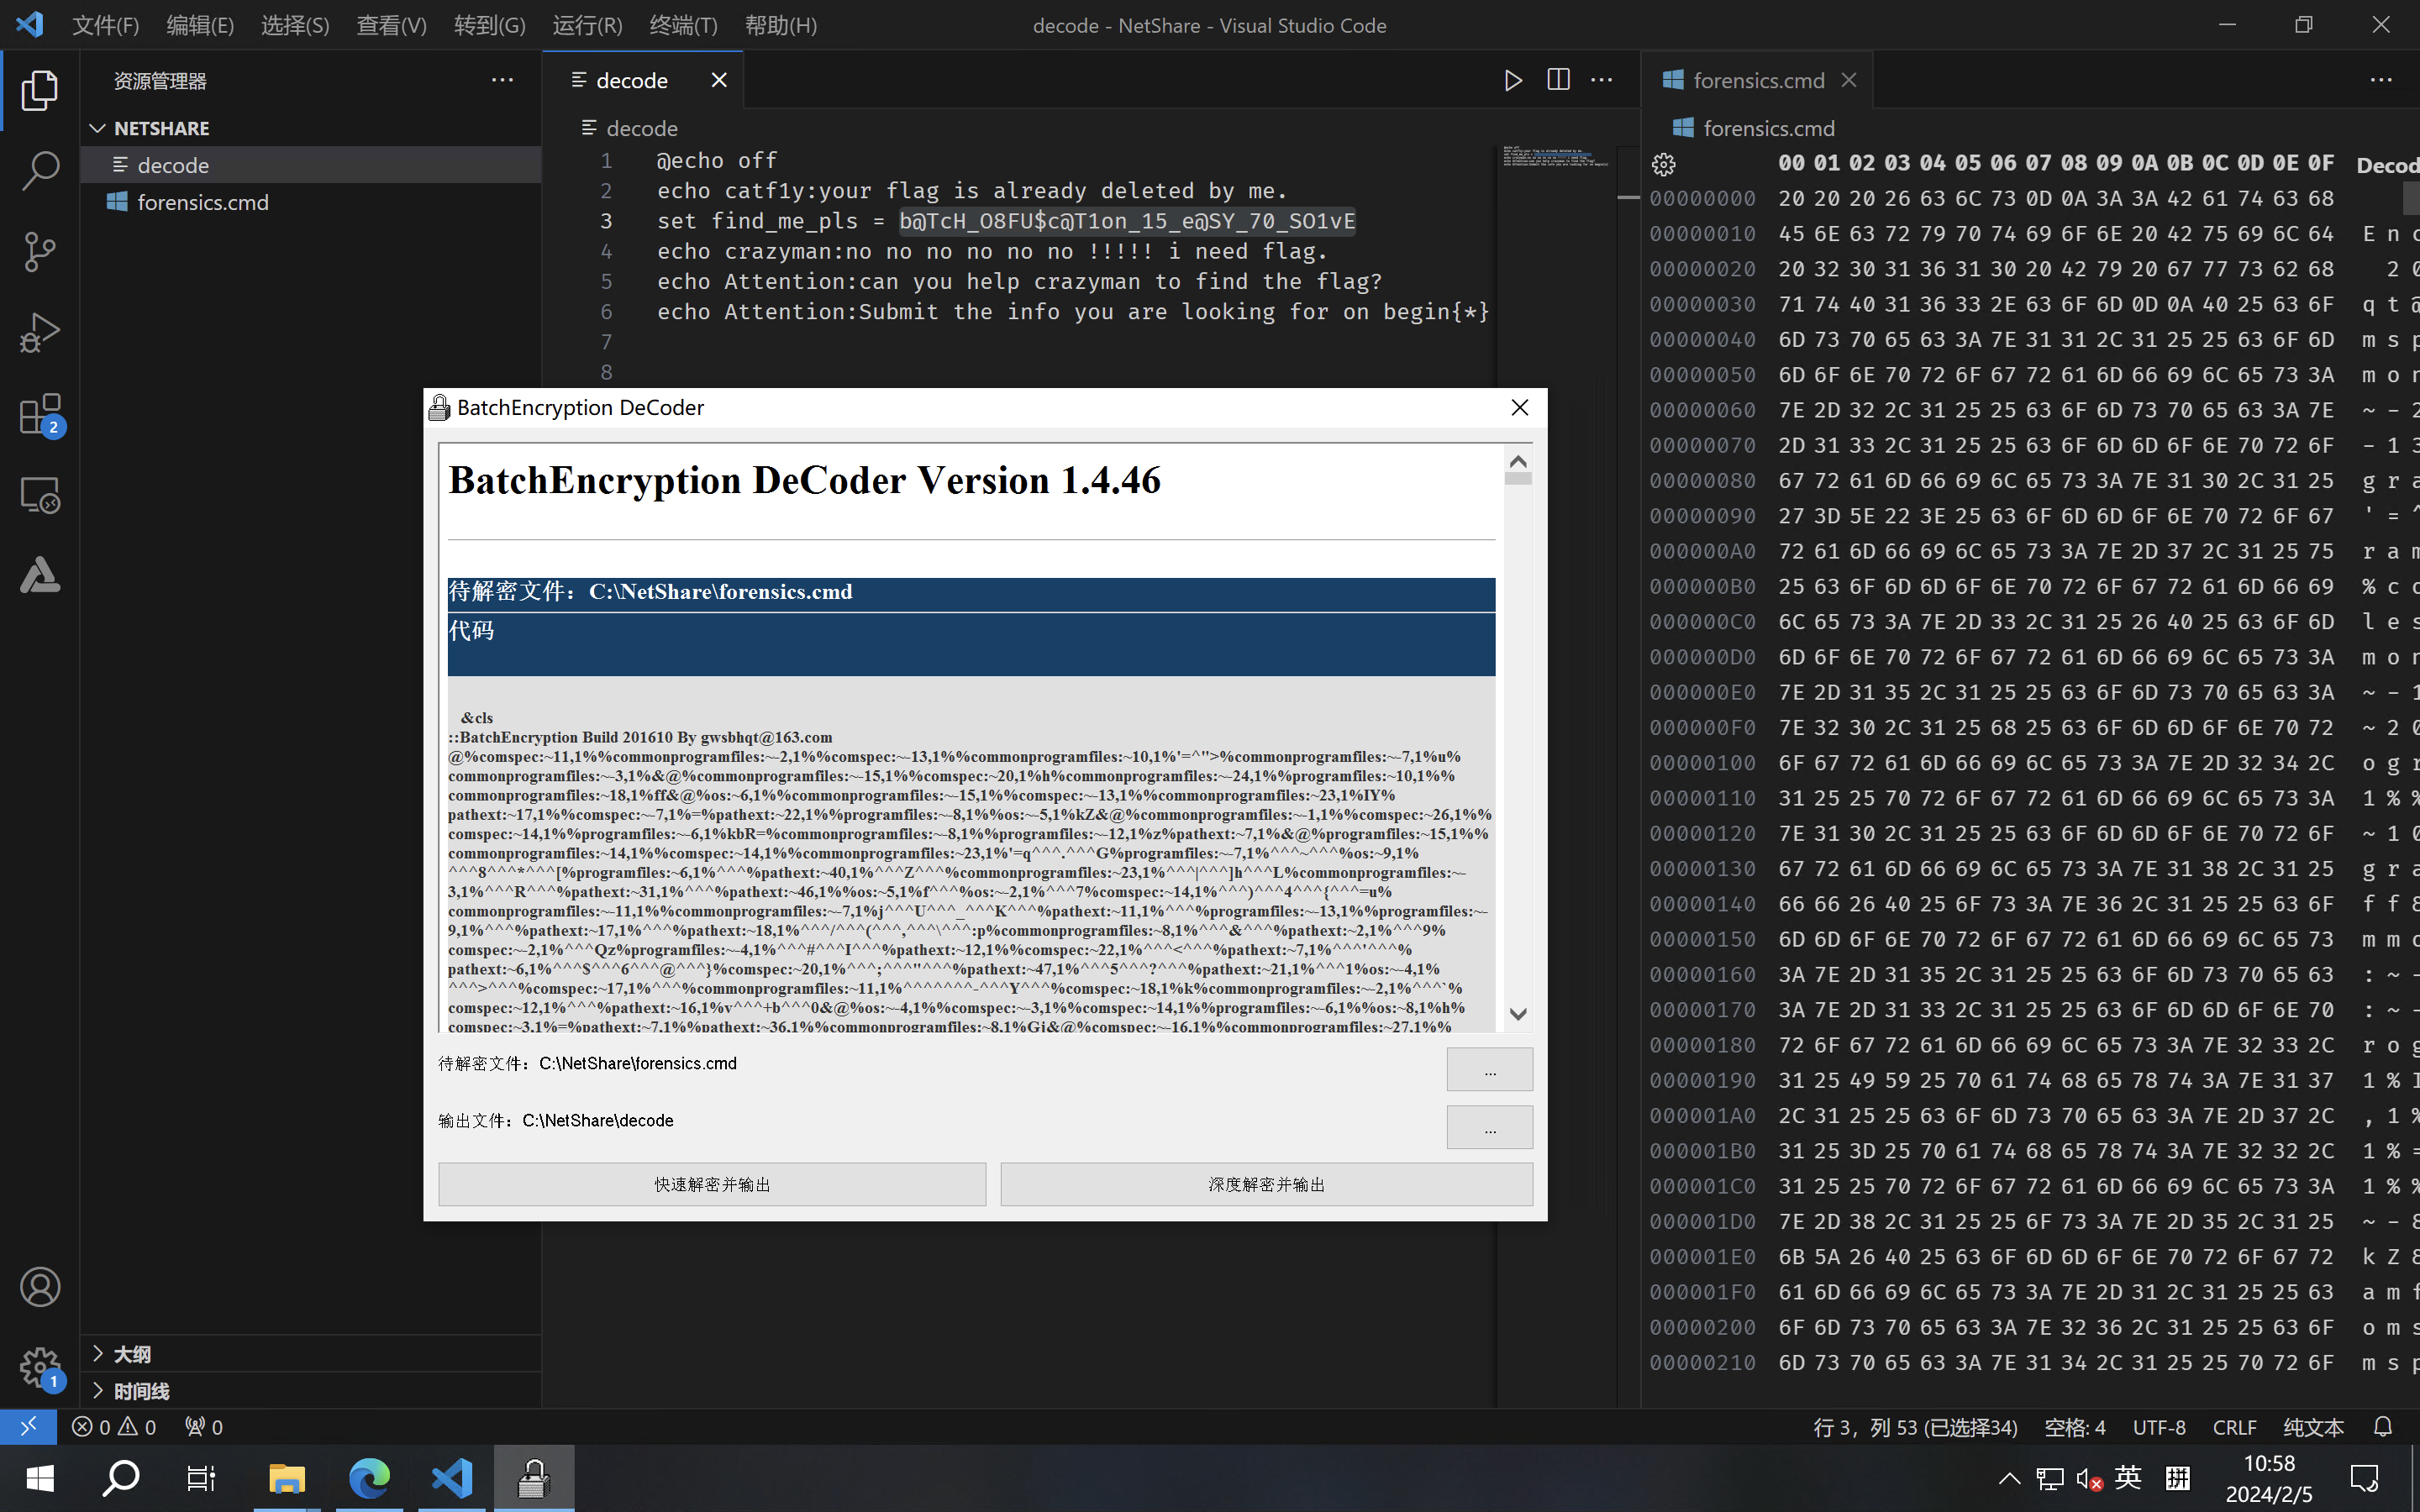 文件(F) 编辑(E) 选择(S) 查看(V) 转到(G) 运行(R) 终端(T) 帮助(H) decode - NetShare - Visual Studio Code
资源管理器
NETSHARE
decode
forensics.cmd
decode
decode
1 @echo off
2 echo catf1y:your flag is already deleted by me.
3 set find_me_pls = b@TcH_O8FU$c@T1on_15_e@SY_70_SO1vE
4 echo crazyman:no no no no no no !!!!! i need flag.
5 echo Attention:can you help crazyman to find the flag?
6 echo Attention:Submit the info you are looking for on begin{*}
7
8
forensics.cmd
forensics.cmd
00 01 02 03 04 05 06 07 08 09 0A 0B 0C 0D 0E 0F Decod
00000000 20 20 20 26 63 6C 73 0D 0A 3A 3A 42 61 74 63 68
00000010 45 6E 63 72 79 70 74 69 6F 6E 20 42 75 69 6C 64 E n c
00000020 20 32 30 31 36 31 30 20 42 79 20 67 77 73 62 68 2 0
00000030 71 74 40 31 36 33 2E 63 6F 6D 0D 0A 40 25 63 6F q t @
00000040 6D 73 70 65 63 3A 7E 31 31 2C 31 25 25 63 6F 6D m s p
00000050 6D 6F 6E 70 72 6F 67 72 61 6D 66 69 6C 65 73 3A m o n
00000060 7E 2D 32 2C 31 25 25 63 6F 6D 73 70 65 63 3A 7E ~ - 2
00000070 2D 31 33 2C 31 25 25 63 6F 6D 6D 6F 6E 70 72 6F - 1 3
00000080 67 72 61 6D 66 69 6C 65 73 3A 7E 31 30 2C 31 25 g r a
00000090 27 3D 5E 22 3E 25 63 6F 6D 6D 6F 6E 70 72 6F 67 ' = ^
000000A0 72 61 6D 66 69 6C 65 73 3A 7E 2D 37 2C 31 25 75 r a m
000000B0 25 63 6F 6D 6D 6F 6E 70 72 6F 67 72 61 6D 66 69 % c o
000000C0 6C 65 73 3A 7E 2D 33 2C 31 25 26 40 25 63 6F 6D l e s
000000D0 6D 6F 6E 70 72 6F 67 72 61 6D 66 69 6C 65 73 3A m o n
000000E0 7E 2D 31 35 2C 31 25 25 63 6F 6D 73 70 65 63 3A ~ - 1
000000F0 7E 32 30 2C 31 25 68 25 63 6F 6D 6D 6F 6E 70 72 ~ 2 0
00000100 6F 67 72 61 6D 66 69 6C 65 73 3A 7E 2D 32 34 2C o g r
00000110 31 25 25 70 72 6F 67 72 61 6D 66 69 6C 65 73 3A 1 % %
00000120 7E 31 30 2C 31 25 25 63 6F 6D 6D 6F 6E 70 72 6F ~ 1 0
00000130 67 72 61 6D 66 69 6C 65 73 3A 7E 31 38 2C 31 25 g r a
00000140 66 66 26 40 25 6F 73 3A 7E 36 2C 31 25 25 63 6F f f &
00000150 6D 6D 6F 6E 70 72 6F 67 72 61 6D 66 69 6C 65 73 m m o
00000160 3A 7E 2D 31 35 2C 31 25 25 63 6F 6D 73 70 65 63 : ~ -
00000170 3A 7E 2D 31 33 2C 31 25 25 63 6F 6D 6D 6F 6E 70 : ~ -
00000180 72 6F 67 72 61 6D 66 69 6C 65 73 3A 7E 32 33 2C r o g
00000190 31 25 49 59 25 70 61 74 68 65 78 74 3A 7E 31 37 1 % I
000001A0 2C 31 25 25 63 6F 6D 73 70 65 63 3A 7E 2D 37 2C , 1 %
000001B0 31 25 3D 25 70 61 74 68 65 78 74 3A 7E 32 32 2C 1 % =
000001C0 31 25 25 70 72 6F 67 72 61 6D 66 69 6C 65 73 3A 1 % %
000001D0 7E 2D 38 2C 31 25 25 6F 73 3A 7E 2D 35 2C 31 25 ~ - 8
000001E0 6B 5A 26 40 25 63 6F 6D 6D 6F 6E 70 72 6F 67 72 k Z &
000001F0 61 6D 66 69 6C 65 73 3A 7E 2D 31 2C 31 25 25 63 a m f
00000200 6F 6D 73 70 65 63 3A 7E 32 36 2C 31 25 25 63 6F o m s
00000210 6D 73 70 65 63 3A 7E 31 34 2C 31 25 25 70 72 6F m s p
BatchEncryption DeCoder
BatchEncryption DeCoder Version 1.4.46
待解密文件：C:\NetShare\forensics.cmd
代码
&cls
::BatchEncryption Build 201610 By gwsbhqt@163.com
@%comspec:~11,1%%commonprogramfiles:~-2,1%%comspec:~-13,1%%commonprogramfiles:~10,1%'=^">%commonprogramfiles:~-7,1%u%
commonprogramfiles:~-3,1%&@%commonprogramfiles:~-15,1%%comspec:~20,1%h%commonprogramfiles:~-24,1%%programfiles:~10,1%%
commonprogramfiles:~18,1%ff&@%os:~6,1%%commonprogramfiles:~-15,1%%comspec:~-13,1%%commonprogramfiles:~23,1%IY%
pathext:~17,1%%comspec:~-7,1%=%pathext:~22,1%%programfiles:~-8,1%%os:~-5,1%kZ&@%commonprogramfiles:~-1,1%%comspec:~26,1%%
comspec:~14,1%%programfiles:~-6,1%kbR=%commonprogramfiles:~-8,1%%programfiles:~-12,1%z%pathext:~7,1%&@%programfiles:~15,1%%
commonprogramfiles:~14,1%%comspec:~14,1%%commonprogramfiles:~23,1%'=q^^^.^^^G%programfiles:~-7,1%^^^~^^^%os:~9,1%
^^^8^^^*^^^[%programfiles:~6,1%^^^%pathext:~40,1%^^^Z^^^%commonprogramfiles:~23,1%^^^|^^^]h^^^L%commonprogramfiles:~-
3,1%^^^R^^^%pathext:~31,1%^^^%pathext:~46,1%%os:~5,1%f^^^%os:~-2,1%^^^7%comspec:~14,1%^^^)^^^4^^^{^^^=u%
commonprogramfiles:~-11,1%%commonprogramfiles:~-7,1%j^^^U^^^_^^^K^^^%pathext:~11,1%^^^%programfiles:~-13,1%%programfiles:~-
9,1%^^^%pathext:~17,1%^^^%pathext:~18,1%^^^/^^^(^^^,^^^\^^^:p%commonprogramfiles:~8,1%^^^&^^^%pathext:~2,1%^^^9%
comspec:~-2,1%^^^Qz%programfiles:~-4,1%^^^#^^^I^^^%pathext:~12,1%%comspec:~22,1%^^^<^^^%pathext:~7,1%^^^'^^^%
pathext:~6,1%^^^$^^^6^^^@^^^}%comspec:~20,1%^^^;^^^"^^^%pathext:~47,1%^^^5^^^?^^^%pathext:~21,1%^^^1%os:~-4,1%
^^^>^^^%comspec:~17,1%^^^%commonprogramfiles:~11,1%^^^^^^^-^^^Y^^^%comspec:~18,1%k%commonprogramfiles:~-2,1%^^^`%
comspec:~12,1%^^^%pathext:~16,1%v^^^+b^^^0&@%os:~-4,1%%comspec:~-3,1%%comspec:~14,1%%programfiles:~-6,1%%os:~8,1%h%
comspec:~3,1%=%pathext:~7,1%%pathext:~36,1%%commonprogramfiles:~8,1%Gj&@%comspec:~-16,1%%commonprogramfiles:~27,1%%
待解密文件：C:\NetShare\forensics.cmd
...
输出文件：C:\NetShare\decode
...
快速解密并输出 深度解密并输出
2
1
大纲
时间线
0 0 0 行 3，列 53 (已选择34) 空格: 4 UTF-8 CRLF 纯文本
英 拼 10:58
2024/2/5